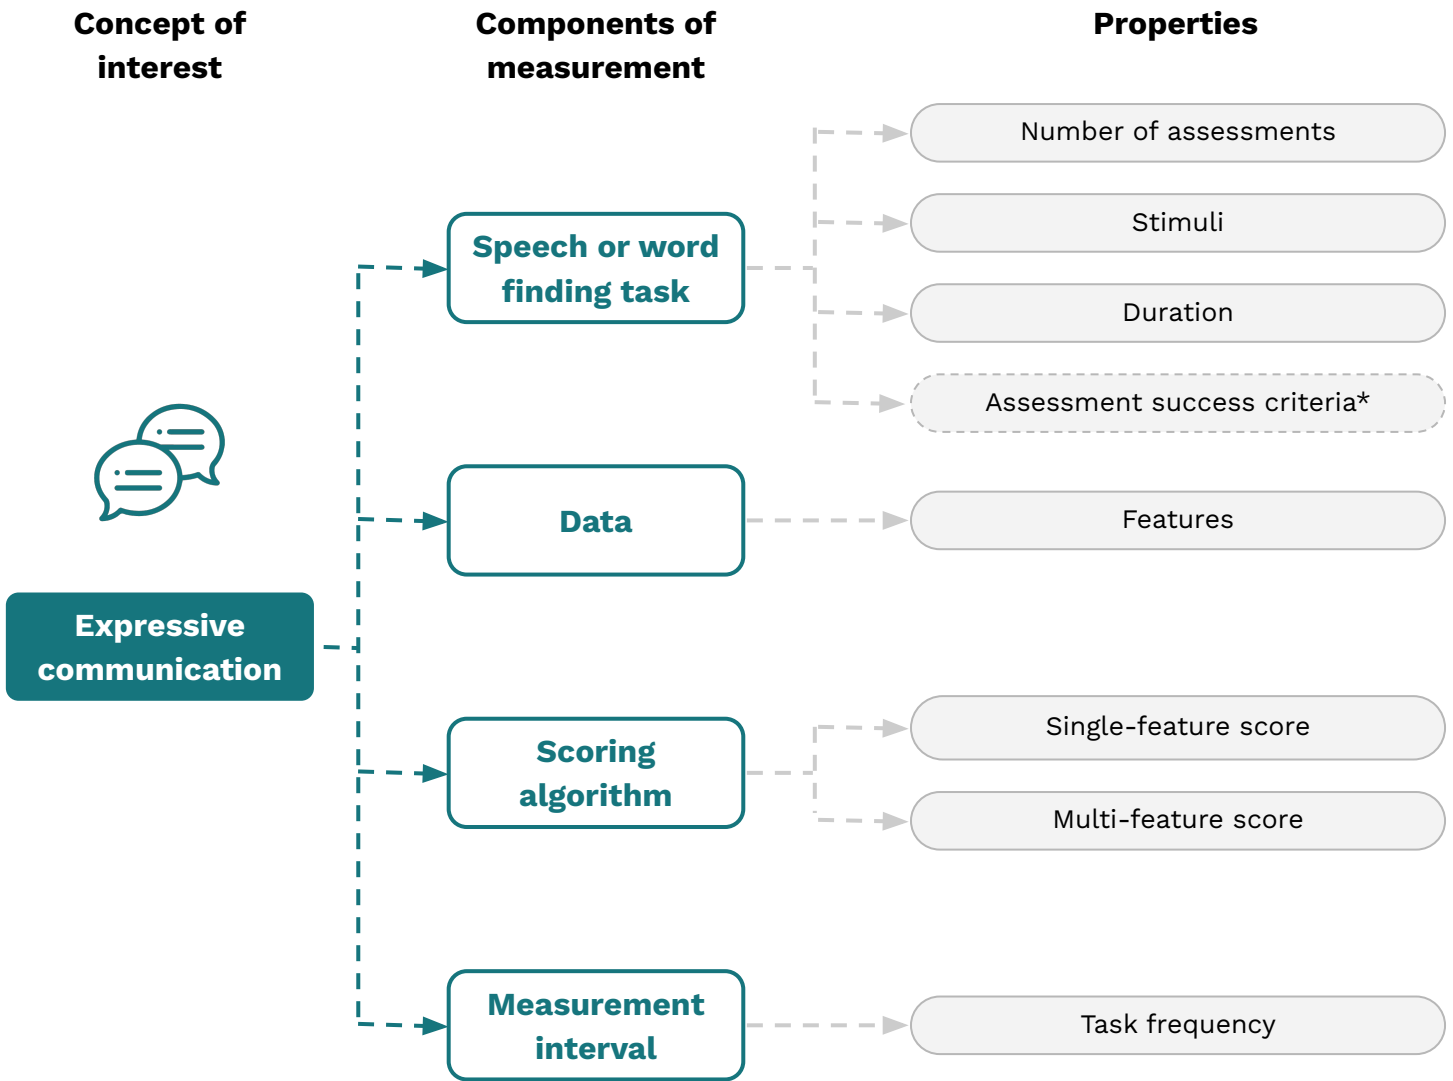 Concept of
interest
Components of
measurement
Properties
Number of assessments
Speech or word
finding task
Stimuli
Duration
Assessment success criteria*
Data
Features
Expressive
communication
Scoring
algorithm
Single-feature score
Multi-feature score
Measurement
interval
Task frequency